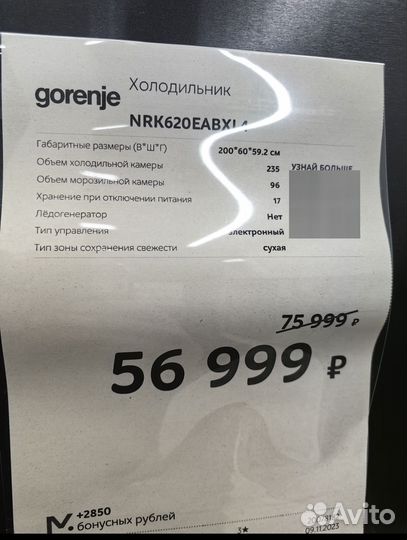 gorenje Холодильник
NRK620EABXL4
Габаритные размеры (В*Ш*Г) 200*60*59.2 см
Объем холодильной камеры 235 УЗНАЙ БОЛЬШЕ
Объем морозильной камеры 96
Хранение при отключении питания 17
Лёдогенератор Нет
Тип управления электронный
Тип зоны сохранения свежести сухая
75 999 ₽
56 999 ₽
+2850
бонусных рублей
3★
09.11.2023
Avito